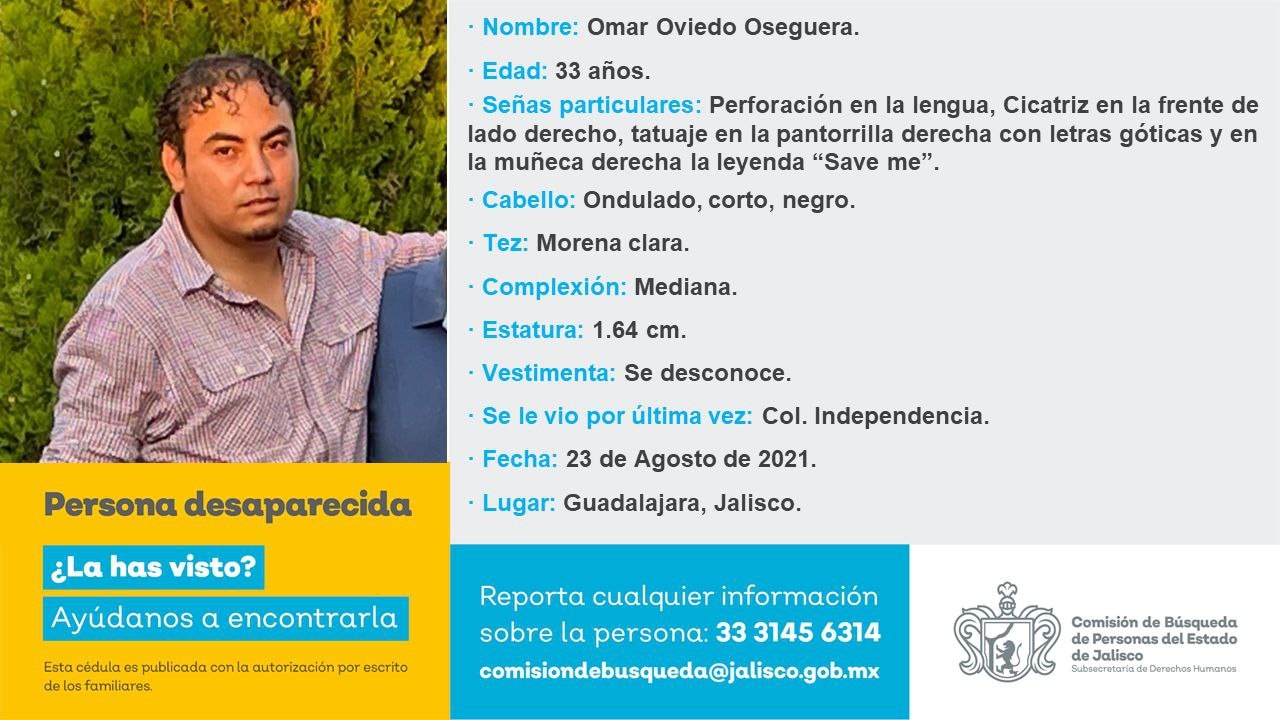 · Nombre: Omar Oviedo Oseguera.
· Edad: 33 años.
· Señas particulares: Perforación en la lengua, Cicatriz en la frente de
lado derecho, tatuaje en la pantorrilla derecha con letras góticas y en
la muñeca derecha la leyenda “Save me”.
· Cabello: Ondulado, corto, negro.
· Tez: Morena clara.
· Complexión: Mediana.
· Estatura: 1.64 cm.
· Vestimenta: Se desconoce.
· Se le vio por última vez: Col. Independencia.
· Fecha: 23 de Agosto de 2021.
· Lugar: Guadalajara, Jalisco.
Persona desaparecida
¿La has visto?
Ayúdanos a encontrarla
Esta cédula es publicada con la autorización por escrito
de los familiares.
Reporta cualquier información
sobre la persona: 33 3145 6314
comisiondebusqueda@jalisco.gob.mx
Comisión de Búsqueda
de Personas del Estado
de Jalisco
Subsecretaría de Derechos Humanos